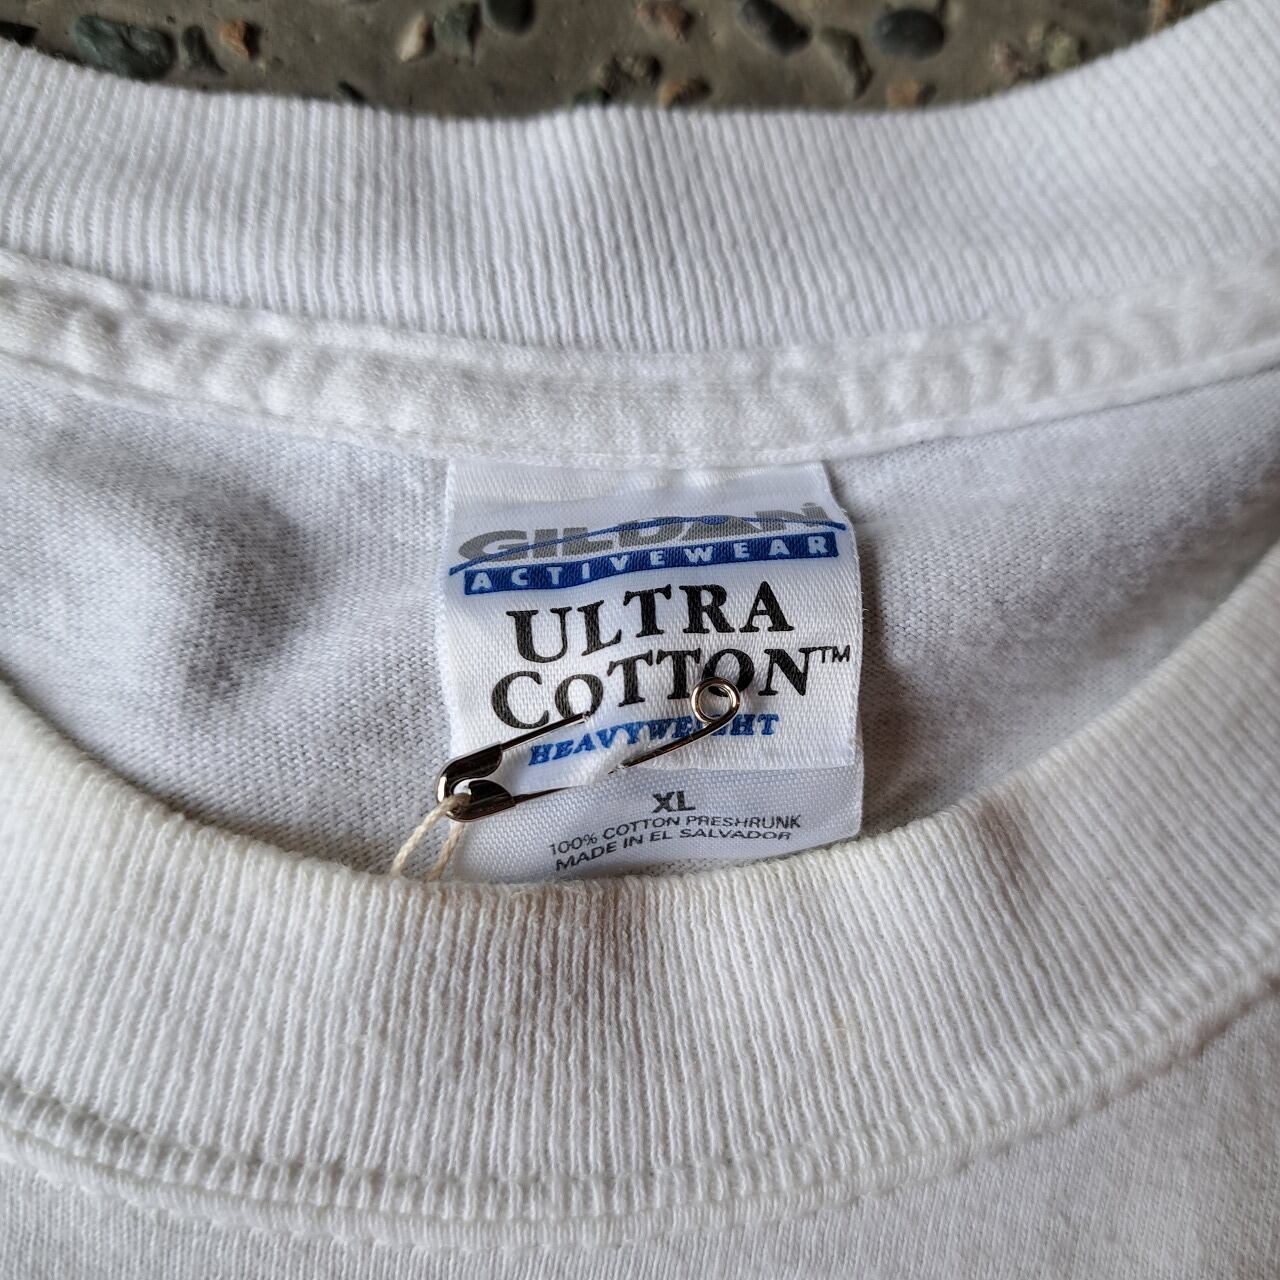 GILDAN
ACTIVEWEAR
ULTRA
COTTON™
HEAVYWEIGHT
XL
100% COTTON PRESHRUNK
MADE IN EL SALVADOR